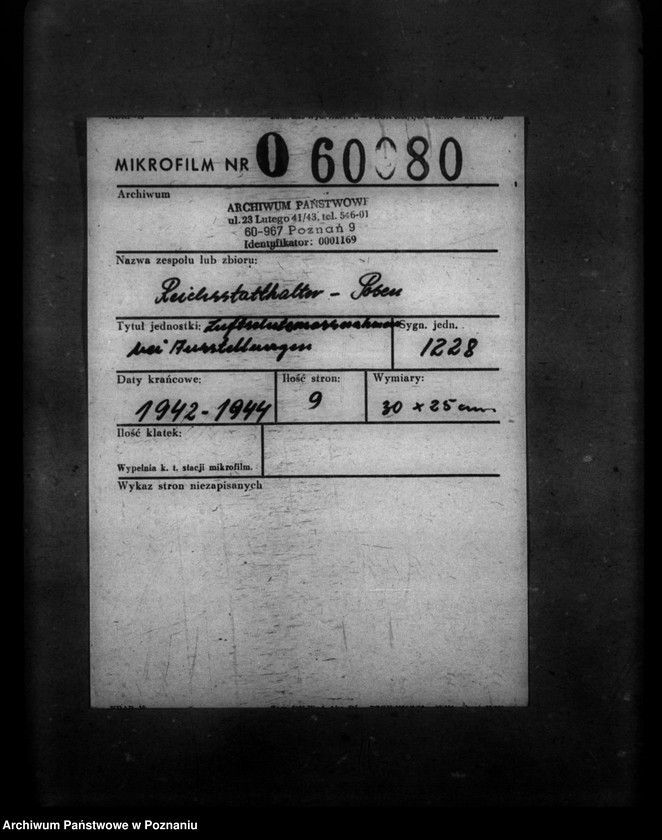 MIKROFILM NR O 60080
Archiwum
ARCHIWUM PAŃSTWOWE
ul. 23 Lutego 41/43, tel. 546-01
60-967 Poznań 9
Identyfikator: 0001169
Nazwa zespołu lub zbioru:
Reichsstatthalter - Posen
Tytuł jednostki: Luftschutzmassnahmen
bei Ausstellungen
Sygn. jedn.
1228
Daty krańcowe:
1942-1944
Ilość stron:
9
Wymiary:
30 x 25 cm
Ilość klatek:
Wypełnia k. t. stacji mikrofilm.
Wykaz stron niezapisanych
Archiwum Państwowe w Poznaniu